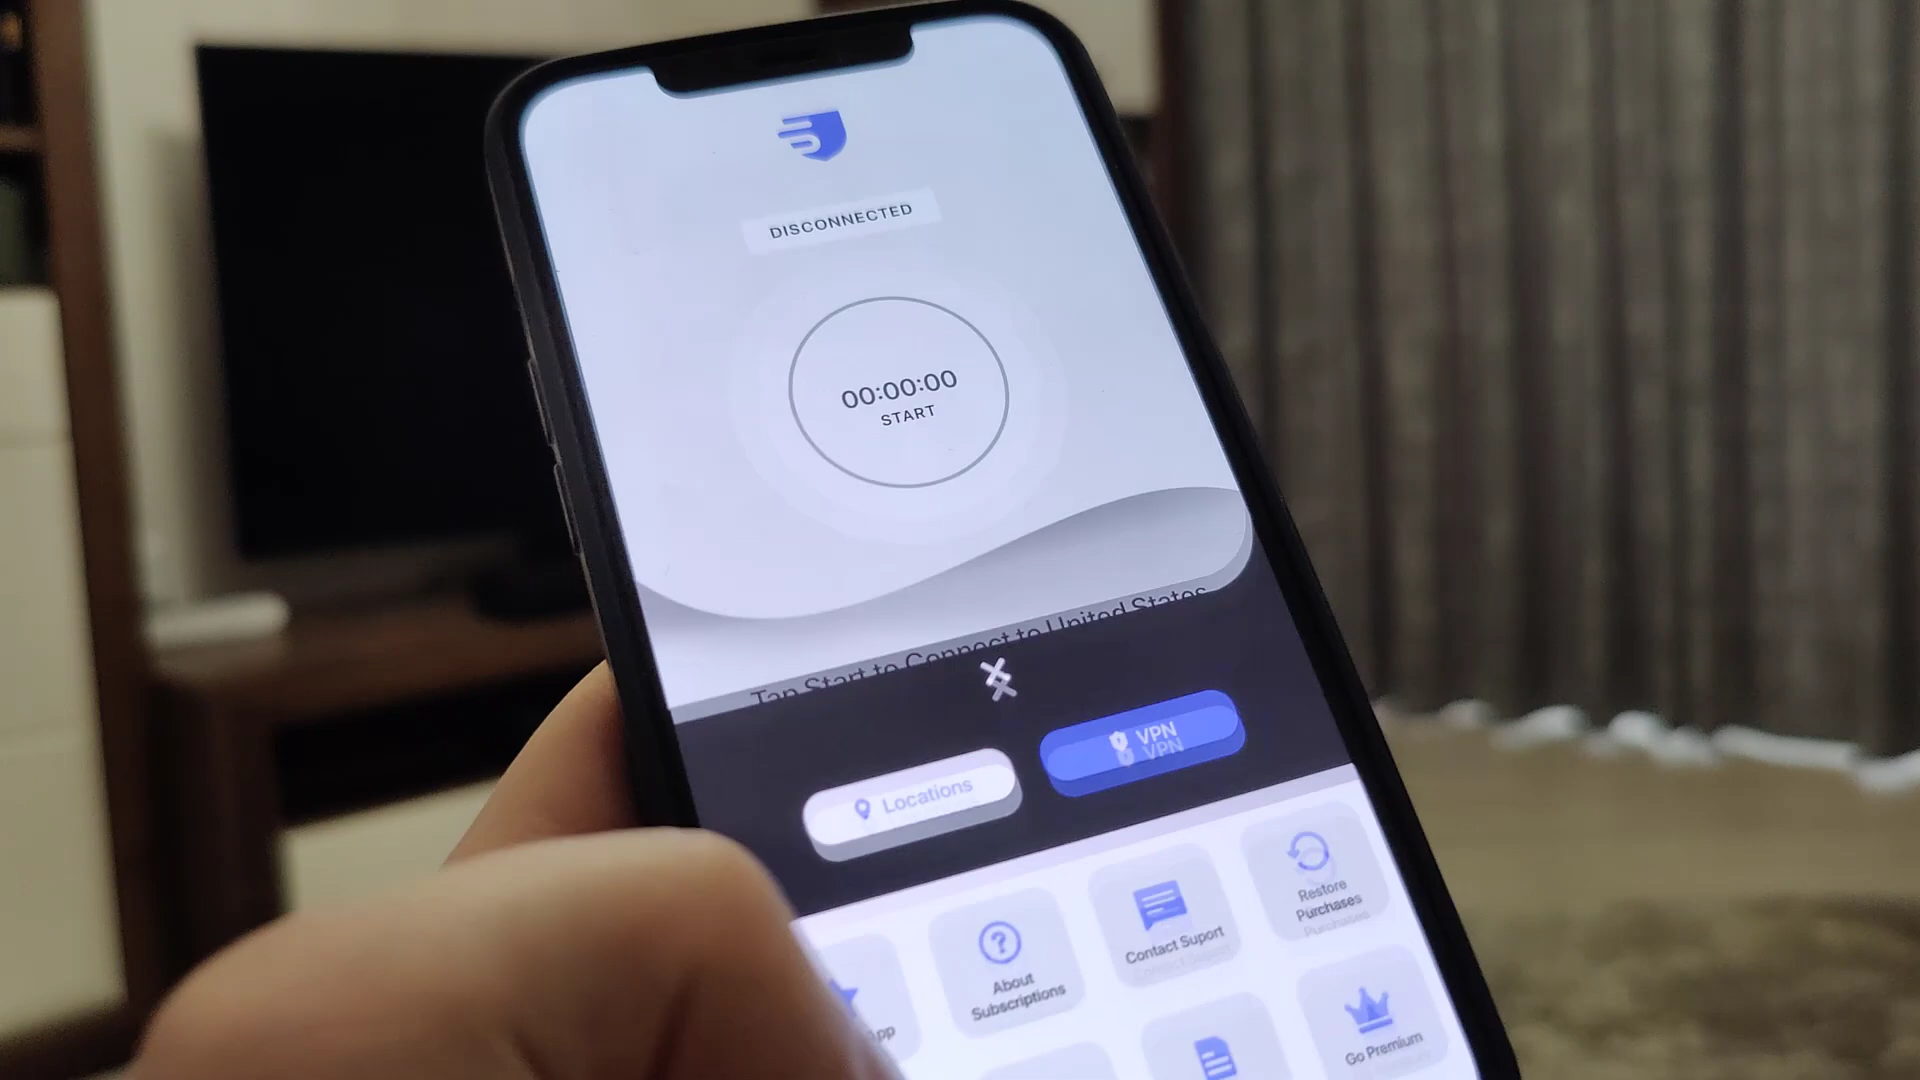 DISCONNECTED
00:00:00
START
Tap Start to Connect to United States
Locations
VPN
Restore
Purchases
Contact Suport
About
Subscriptions
Go Premium